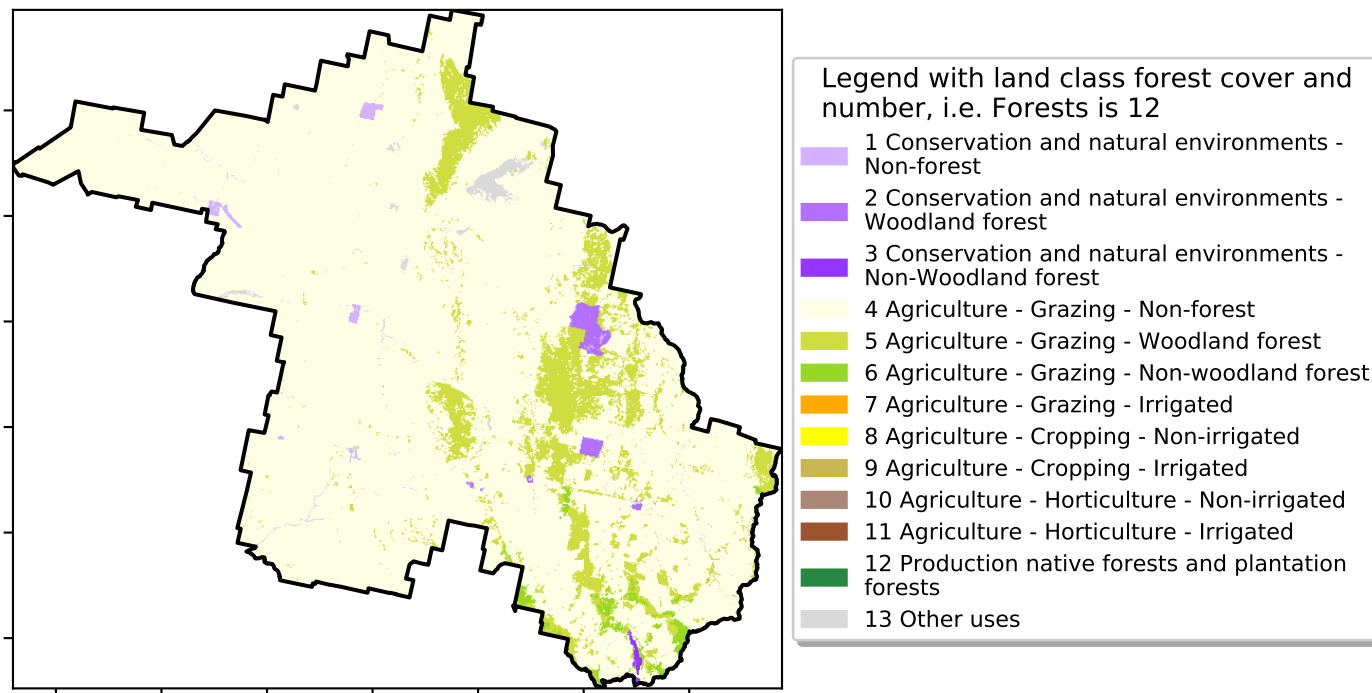 Legend with land class forest cover and
number, i.e. Forests is 12
1 Conservation and natural environments -
Non-forest
2 Conservation and natural environments -
Woodland forest
3 Conservation and natural environments -
Non-Woodland forest
4 Agriculture - Grazing - Non-forest
5 Agriculture - Grazing - Woodland forest
6 Agriculture - Grazing - Non-woodland forest
7 Agriculture - Grazing - Irrigated
8 Agriculture - Cropping - Non-irrigated
9 Agriculture - Cropping - Irrigated
10 Agriculture - Horticulture - Non-irrigated
11 Agriculture - Horticulture - Irrigated
12 Production native forests and plantation
forests
13 Other uses